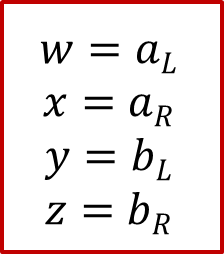 w = a_L
x = a_R
y = b_L
z = b_R